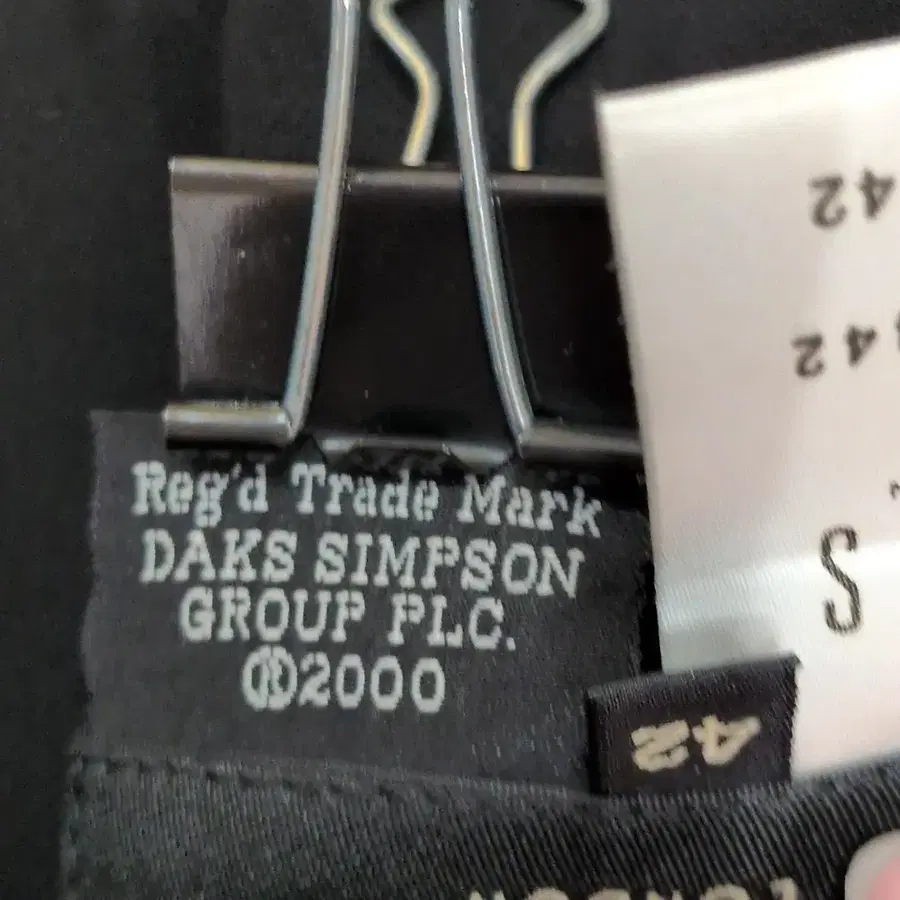 42
42
S
Reg'd Trade Mark
DAKS SIMPSON
GROUP PLC.
®2000
42